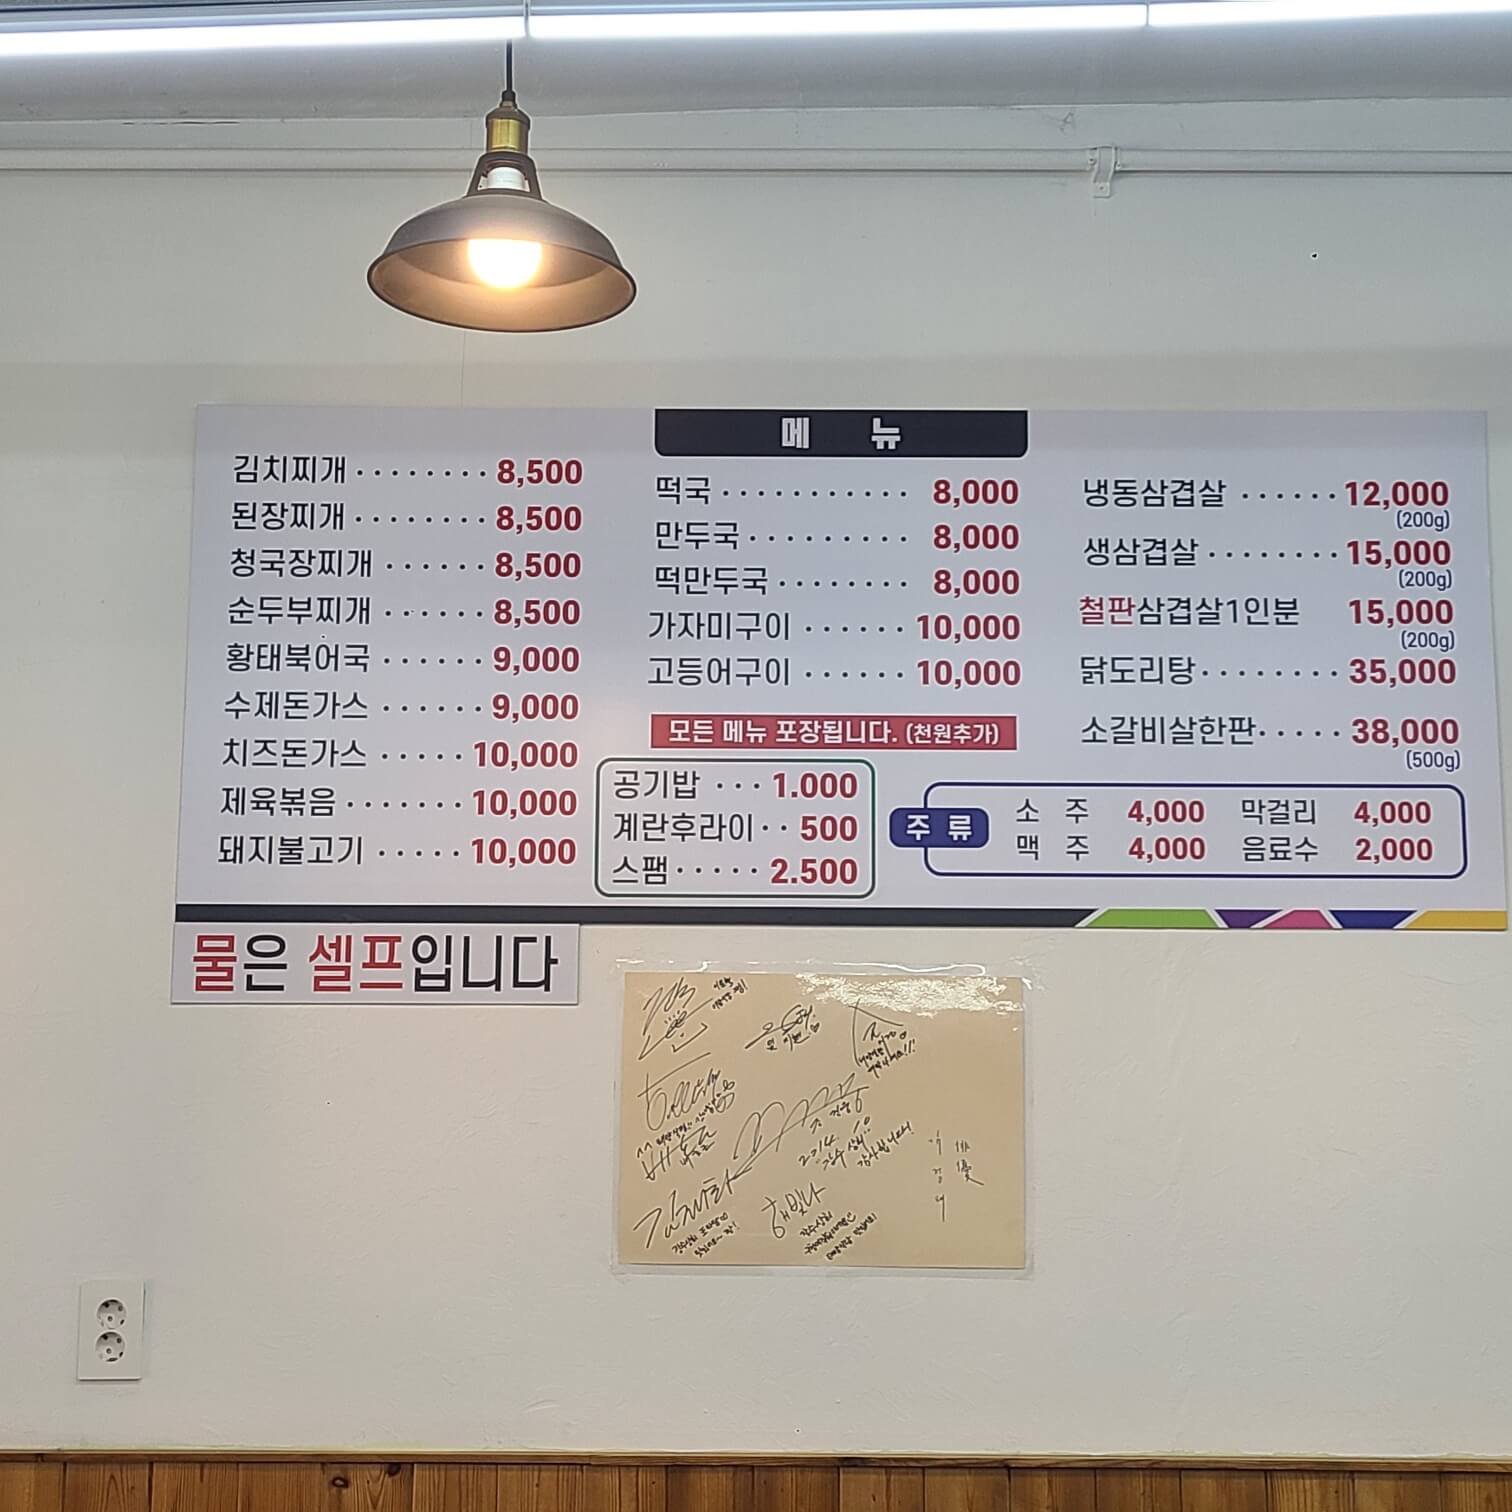 메 뉴
김치찌개 ········ 8,500
된장찌개 ········ 8,500
청국장찌개 ······ 8,500
순두부찌개 ······ 8,500
황태북어국 ······ 9,000
수제돈가스 ······ 9,000
치즈돈가스 ····· 10,000
제육볶음 ······· 10,000
돼지불고기 ····· 10,000
떡국 ··········· 8,000
만두국 ········· 8,000
떡만두국 ········ 8,000
가자미구이 ······ 10,000
고등어구이 ······ 10,000
모든 메뉴 포장됩니다. (천원추가)
공기밥 ··· 1.000
계란후라이 ·· 500
스팸 ····· 2.500
냉동삼겹살 ······ 12,000
(200g)
생삼겹살 ········ 15,000
(200g)
철판삼겹살1인분 15,000
(200g)
닭도리탕 ········ 35,000
소갈비살한판 ····· 38,000
(500g)
주 류
소 주 4,000 막걸리 4,000
맥 주 4,000 음료수 2,000
물은 셀프입니다
햇빛나
감사합니다!